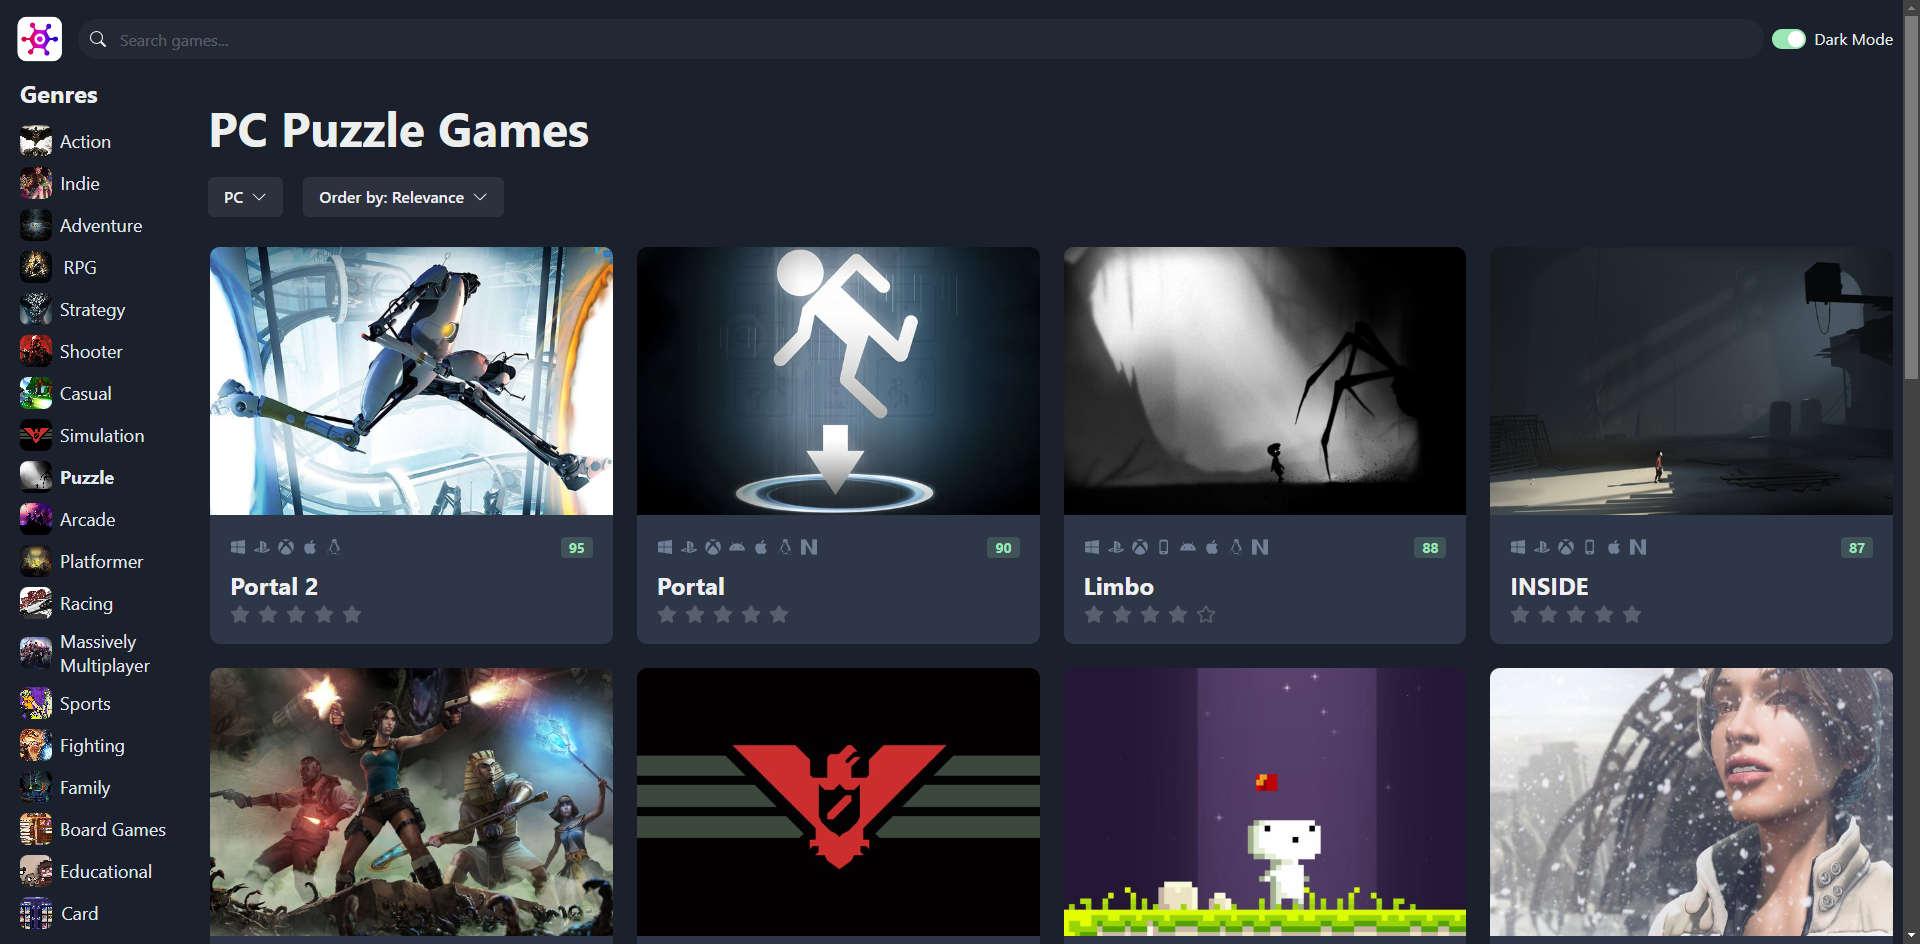 Search games...
Dark Mode
Genres
Action
Indie
Adventure
RPG
Strategy
Shooter
Casual
Simulation
Puzzle
Arcade
Platformer
Racing
Massively
Multiplayer
Sports
Fighting
Family
Board Games
Educational
Card
PC Puzzle Games
PC
Order by: Relevance
95
Portal 2
90
Portal
88
Limbo
87
INSIDE